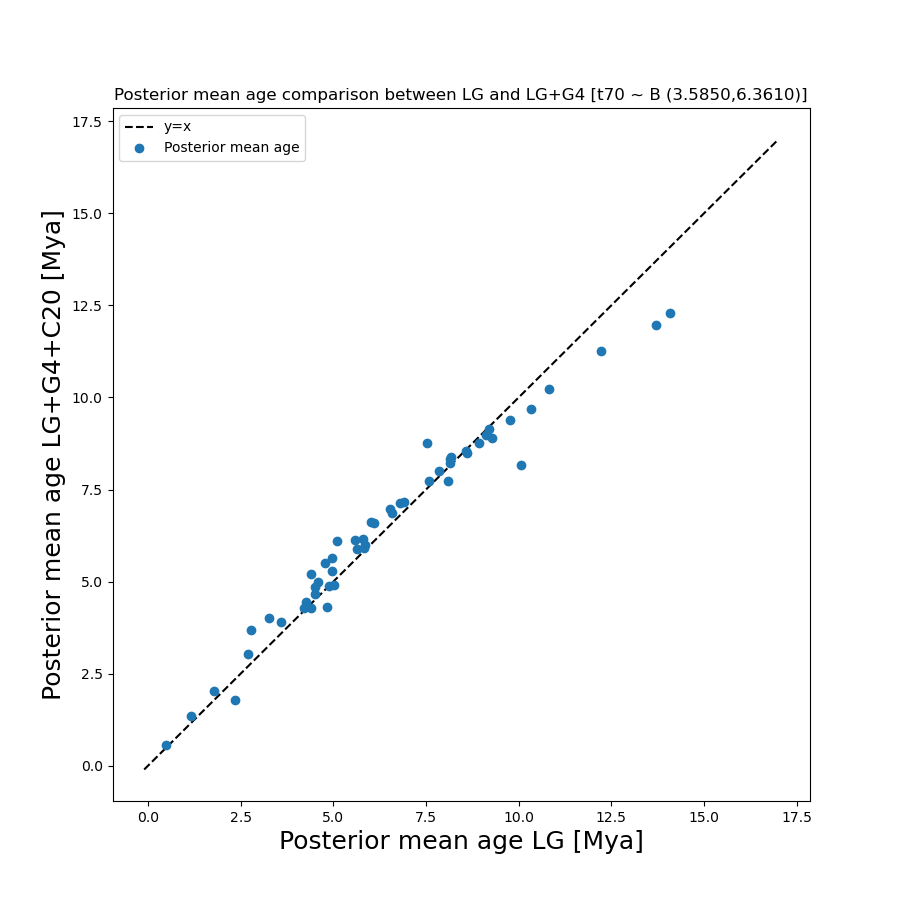 Posterior mean age comparison between LG and LG+G4 [t70 ~ B (3.5850,6.3610)]
y=x
Posterior mean age
17.5
15.0
12.5
10.0
7.5
5.0
2.5
0.0
Posterior mean age LG+G4+C20 [Mya]
0.0 2.5 5.0 7.5 10.0 12.5 15.0 17.5
Posterior mean age LG [Mya]